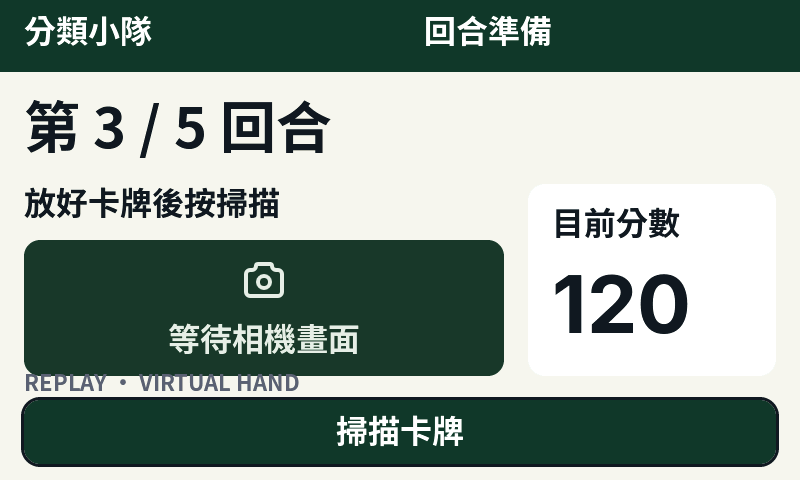 分類小隊
回合準備
第 3 / 5 回合
放好卡牌後按掃描
目前分數
120
等待相機畫面
REPLAY • VIRTUAL HAND
掃描卡牌